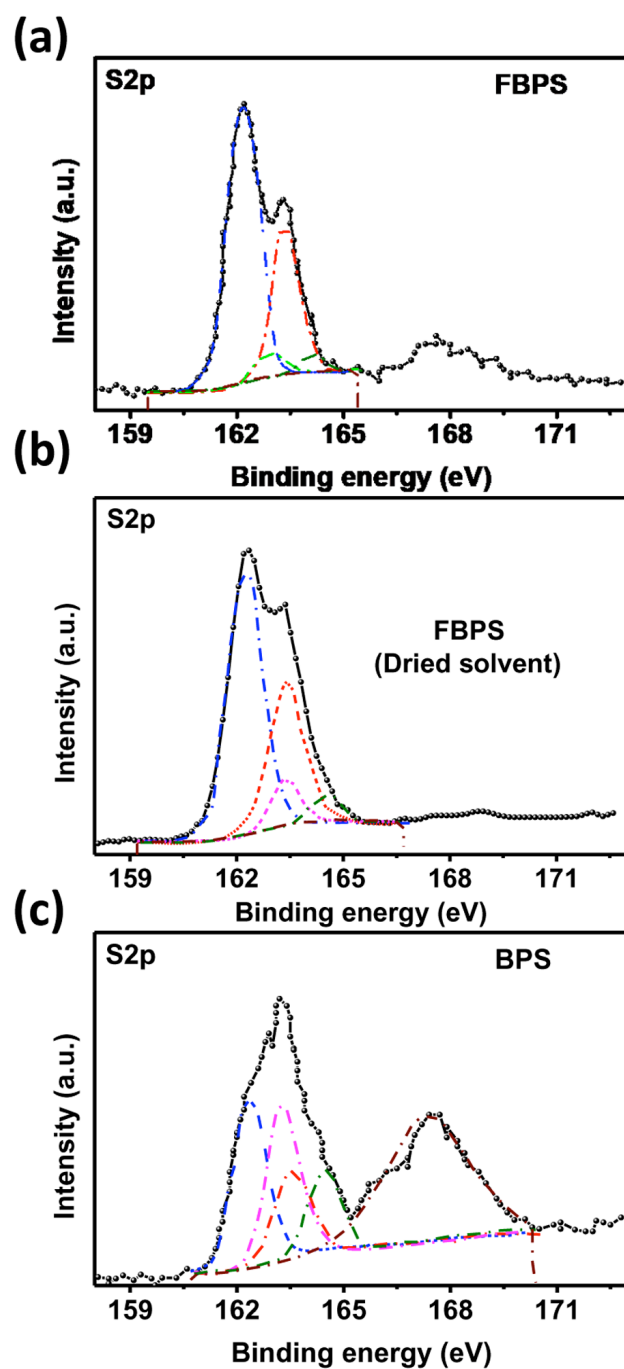 (a)
S2p FBPS
Intensity (a.u.)
159 162 165 168 171
Binding energy (eV)
(b)
S2p
FBPS
(Dried solvent)
Intensity (a.u.)
159 162 165 168 171
Binding energy (eV)
(c)
S2p BPS
Intensity (a.u.)
159 162 165 168 171
Binding energy (eV)